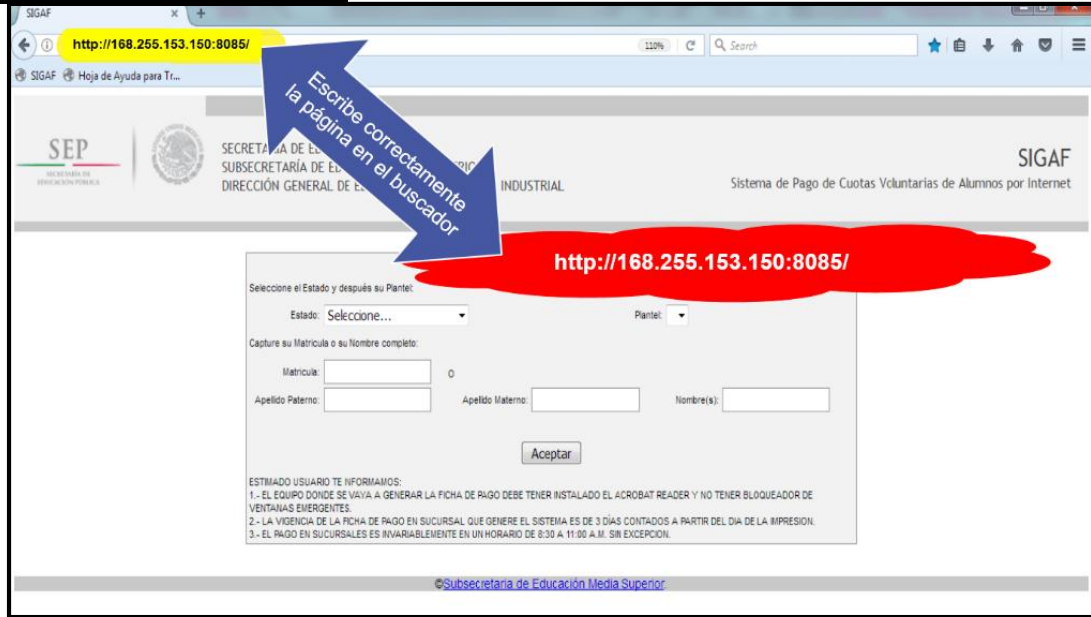 SIGAF
http://168.255.153.150:8085/
110%
Search
SIGAF Hoja de Ayuda para Tr...
Escribe correctamente
la página en el buscador
SEP
SECRETARÍA DE
EDUCACIÓN PÚBLICA
SECRETARÍA DE
SUBSECRETARÍA DE
DIRECCIÓN GENERAL DE INDUSTRIAL
SIGAF
Sistema de Pago de Cuotas Voluntarias de Alumnos por Internet
http://168.255.153.150:8085/
Seleccione el Estado y después su Plantel:
Estado: Seleccione... Plantel:
Capture su Matricula o su Nombre completo:
Matricula: O
Apellido Paterno: Apellido Materno: Nombre(s):
Aceptar
ESTIMADO USUARIO TE INFORMAMOS:
1.- EL EQUIPO DONDE SE VAYA A GENERAR LA FICHA DE PAGO DEBE TENER INSTALADO EL ACROBAT READER Y NO TENER BLOQUEADOR DE
VENTANAS EMERGENTES.
2.- LA VIGENCIA DE LA FICHA DE PAGO EN SUCURSAL QUE GENERE EL SISTEMA ES DE 3 DÍAS CONTADOS A PARTIR DEL DIA DE LA IMPRESION.
3.- EL PAGO EN SUCURSALES ES INVARIABLEMENTE EN UN HORARIO DE 8:30 A 11:00 A.M. SIN EXCEPCION.
©Subsecretaria de Educación Media Superior.